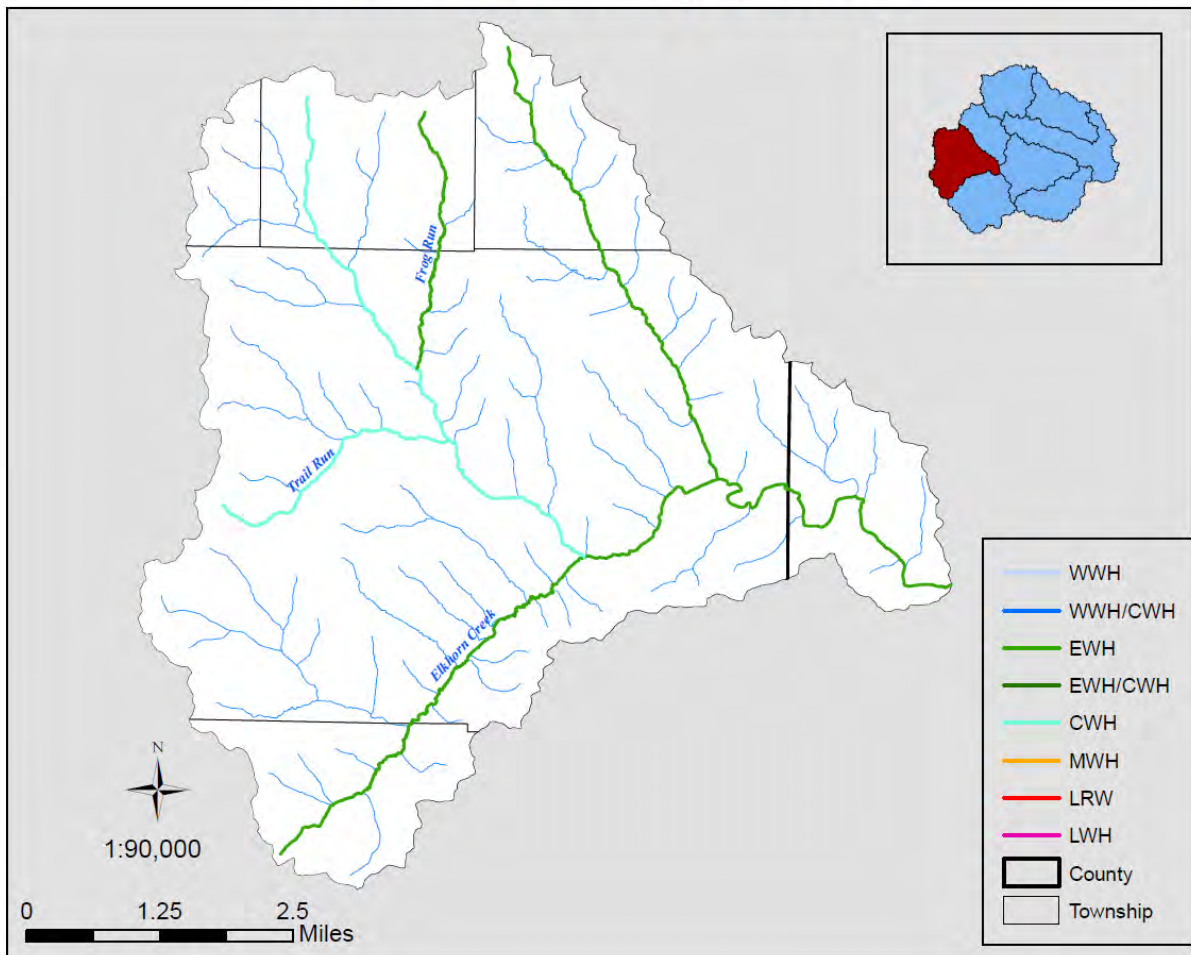 Frog Run
Trail Run
Elkhorn Creek
N
1:90,000
0 1.25 2.5
Miles
WWH
WWH/CWH
EWH
EWH/CWH
CWH
MWH
LRW
LWH
County
Township